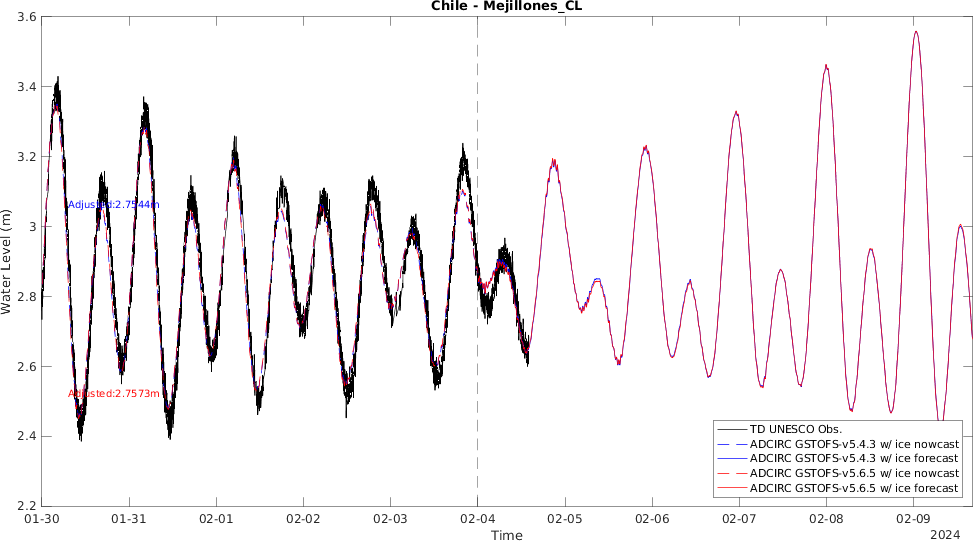 Chile - Mejillones_CL
Water Level (m)
3.6
3.4
3.2
3
2.8
2.6
2.4
2.2
Adjusted:2.7544m
Adjusted:2.7573m
TD UNESCO Obs.
ADCIRC GSTOFS-v5.4.3 w/ ice nowcast
ADCIRC GSTOFS-v5.4.3 w/ ice forecast
ADCIRC GSTOFS-v5.6.5 w/ ice nowcast
ADCIRC GSTOFS-v5.6.5 w/ ice forecast
01-30 01-31 02-01 02-02 02-03 02-04 02-05 02-06 02-07 02-08 02-09
Time
2024